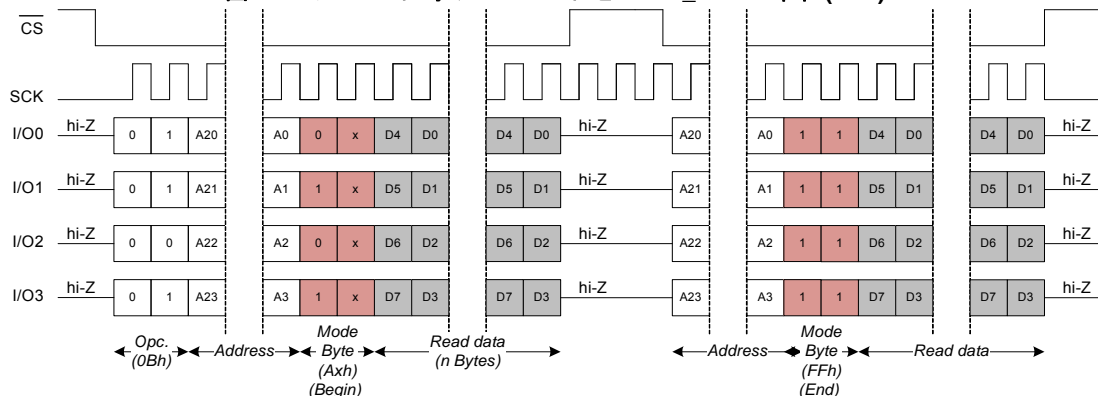 CS
SCK
I/O0 hi-Z 0 1 A20 A0 0 x D4 D0 D4 D0 hi-Z A20 A0 1 1 D4 D0 D4 D0 hi-Z
I/O1 hi-Z 0 1 A21 A1 1 x D5 D1 D5 D1 hi-Z A21 A1 1 1 D5 D1 D5 D1 hi-Z
I/O2 hi-Z 0 0 A22 A2 0 x D6 D2 D6 D2 hi-Z A22 A2 1 1 D6 D2 D6 D2 hi-Z
I/O3 hi-Z 0 1 A23 A3 1 x D7 D3 D7 D3 hi-Z A23 A3 1 1 D7 D3 D7 D3 hi-Z
Opc.
(0Bh)
Address
Mode
Byte
(Axh)
(Begin)
Read data
(n Bytes)
Address
Mode
Byte
(FFh)
(End)
Read data